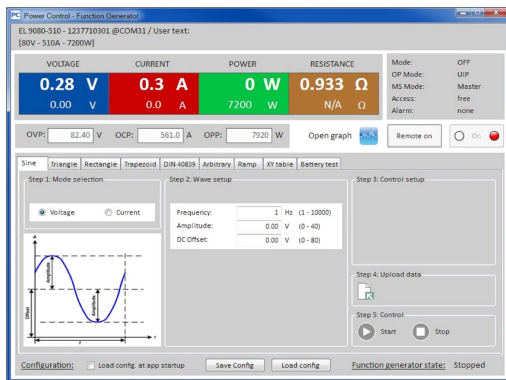 PC Power Control - Function Generator
EL 9080-510 - 1237710301 @COM31 / User text:
[80V - 510A - 7200W]
VOLTAGE CURRENT POWER RESISTANCE
0.28 V 0.3 A 0 W 0.933 Ω
0.00 V 0.0 A 7200 W N/A Ω
Mode: OFF
OP Mode: UIP
MS Mode: Master
Access: free
Alarm: none
OVP: 82.40 V OCP: 561.0 A OPP: 7920 W Open graph Remote on On
Sine Triangle Rectangle Trapezoid DIN 40839 Arbitrary Ramp XY table Battery test
Step 1: Mode selection
Voltage Current
Step 2: Wave setup
Frequency: 1 Hz (1 - 10000)
Amplitude: 0.00 V (0 - 40)
DC Offset: 0.00 V (0 - 80)
Step 3: Control setup
A
Amplitude
Amplitude
Offset
f
t
Step 4: Upload data
Step 5: Control
Start Stop
Configuration: Load config. at app startup Save Config Load config Function generator state: Stopped